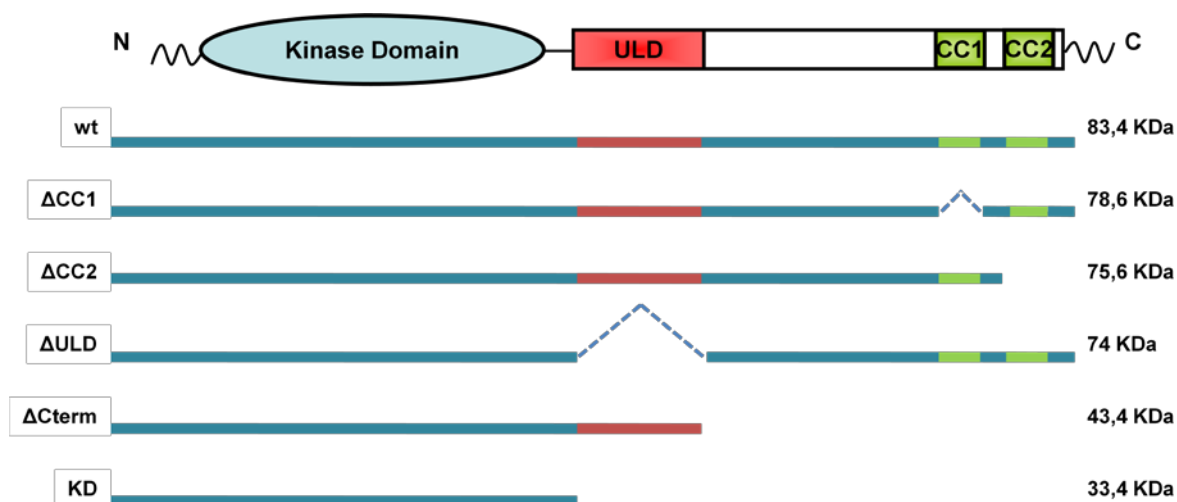 N Kinase Domain ULD CC1 CC2 C
wt 83,4 KDa
ΔCC1 78,6 KDa
ΔCC2 75,6 KDa
ΔULD 74 KDa
ΔCterm 43,4 KDa
KD 33,4 KDa